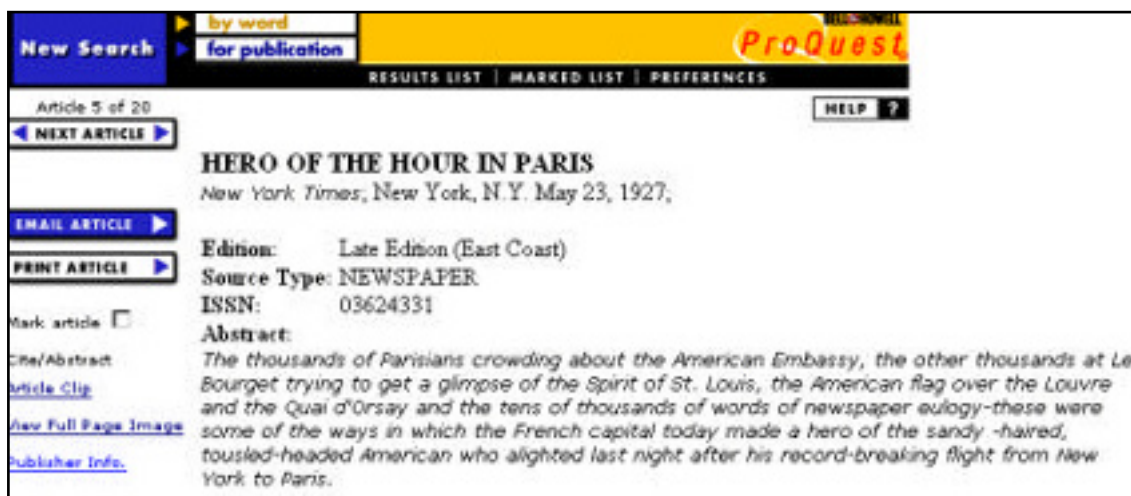 by word
New Search
for publication
BELL+HOWELL
ProQuest
RESULTS LIST | MARKED LIST | PREFERENCES
Article 5 of 20
HELP ?
NEXT ARTICLE
HERO OF THE HOUR IN PARIS
New York Times; New York, N.Y. May 23, 1927;
EMAIL ARTICLE
Edition: Late Edition (East Coast)
PRINT ARTICLE
Source Type: NEWSPAPER
ISSN: 03624331
Mark article
Abstract:
Cite/Abstract
The thousands of Parisians crowding about the American Embassy, the other thousands at Le
Article Clip
Bourget trying to get a glimpse of the Spirit of St. Louis, the American flag over the Louvre
and the Quai d'Orsay and the tens of thousands of words of newspaper eulogy-these were
View Full Page Image
some of the ways in which the French capital today made a hero of the sandy -haired,
tousled-headed American who alighted last night after his record-breaking flight from New
Publisher Info.
York to Paris.